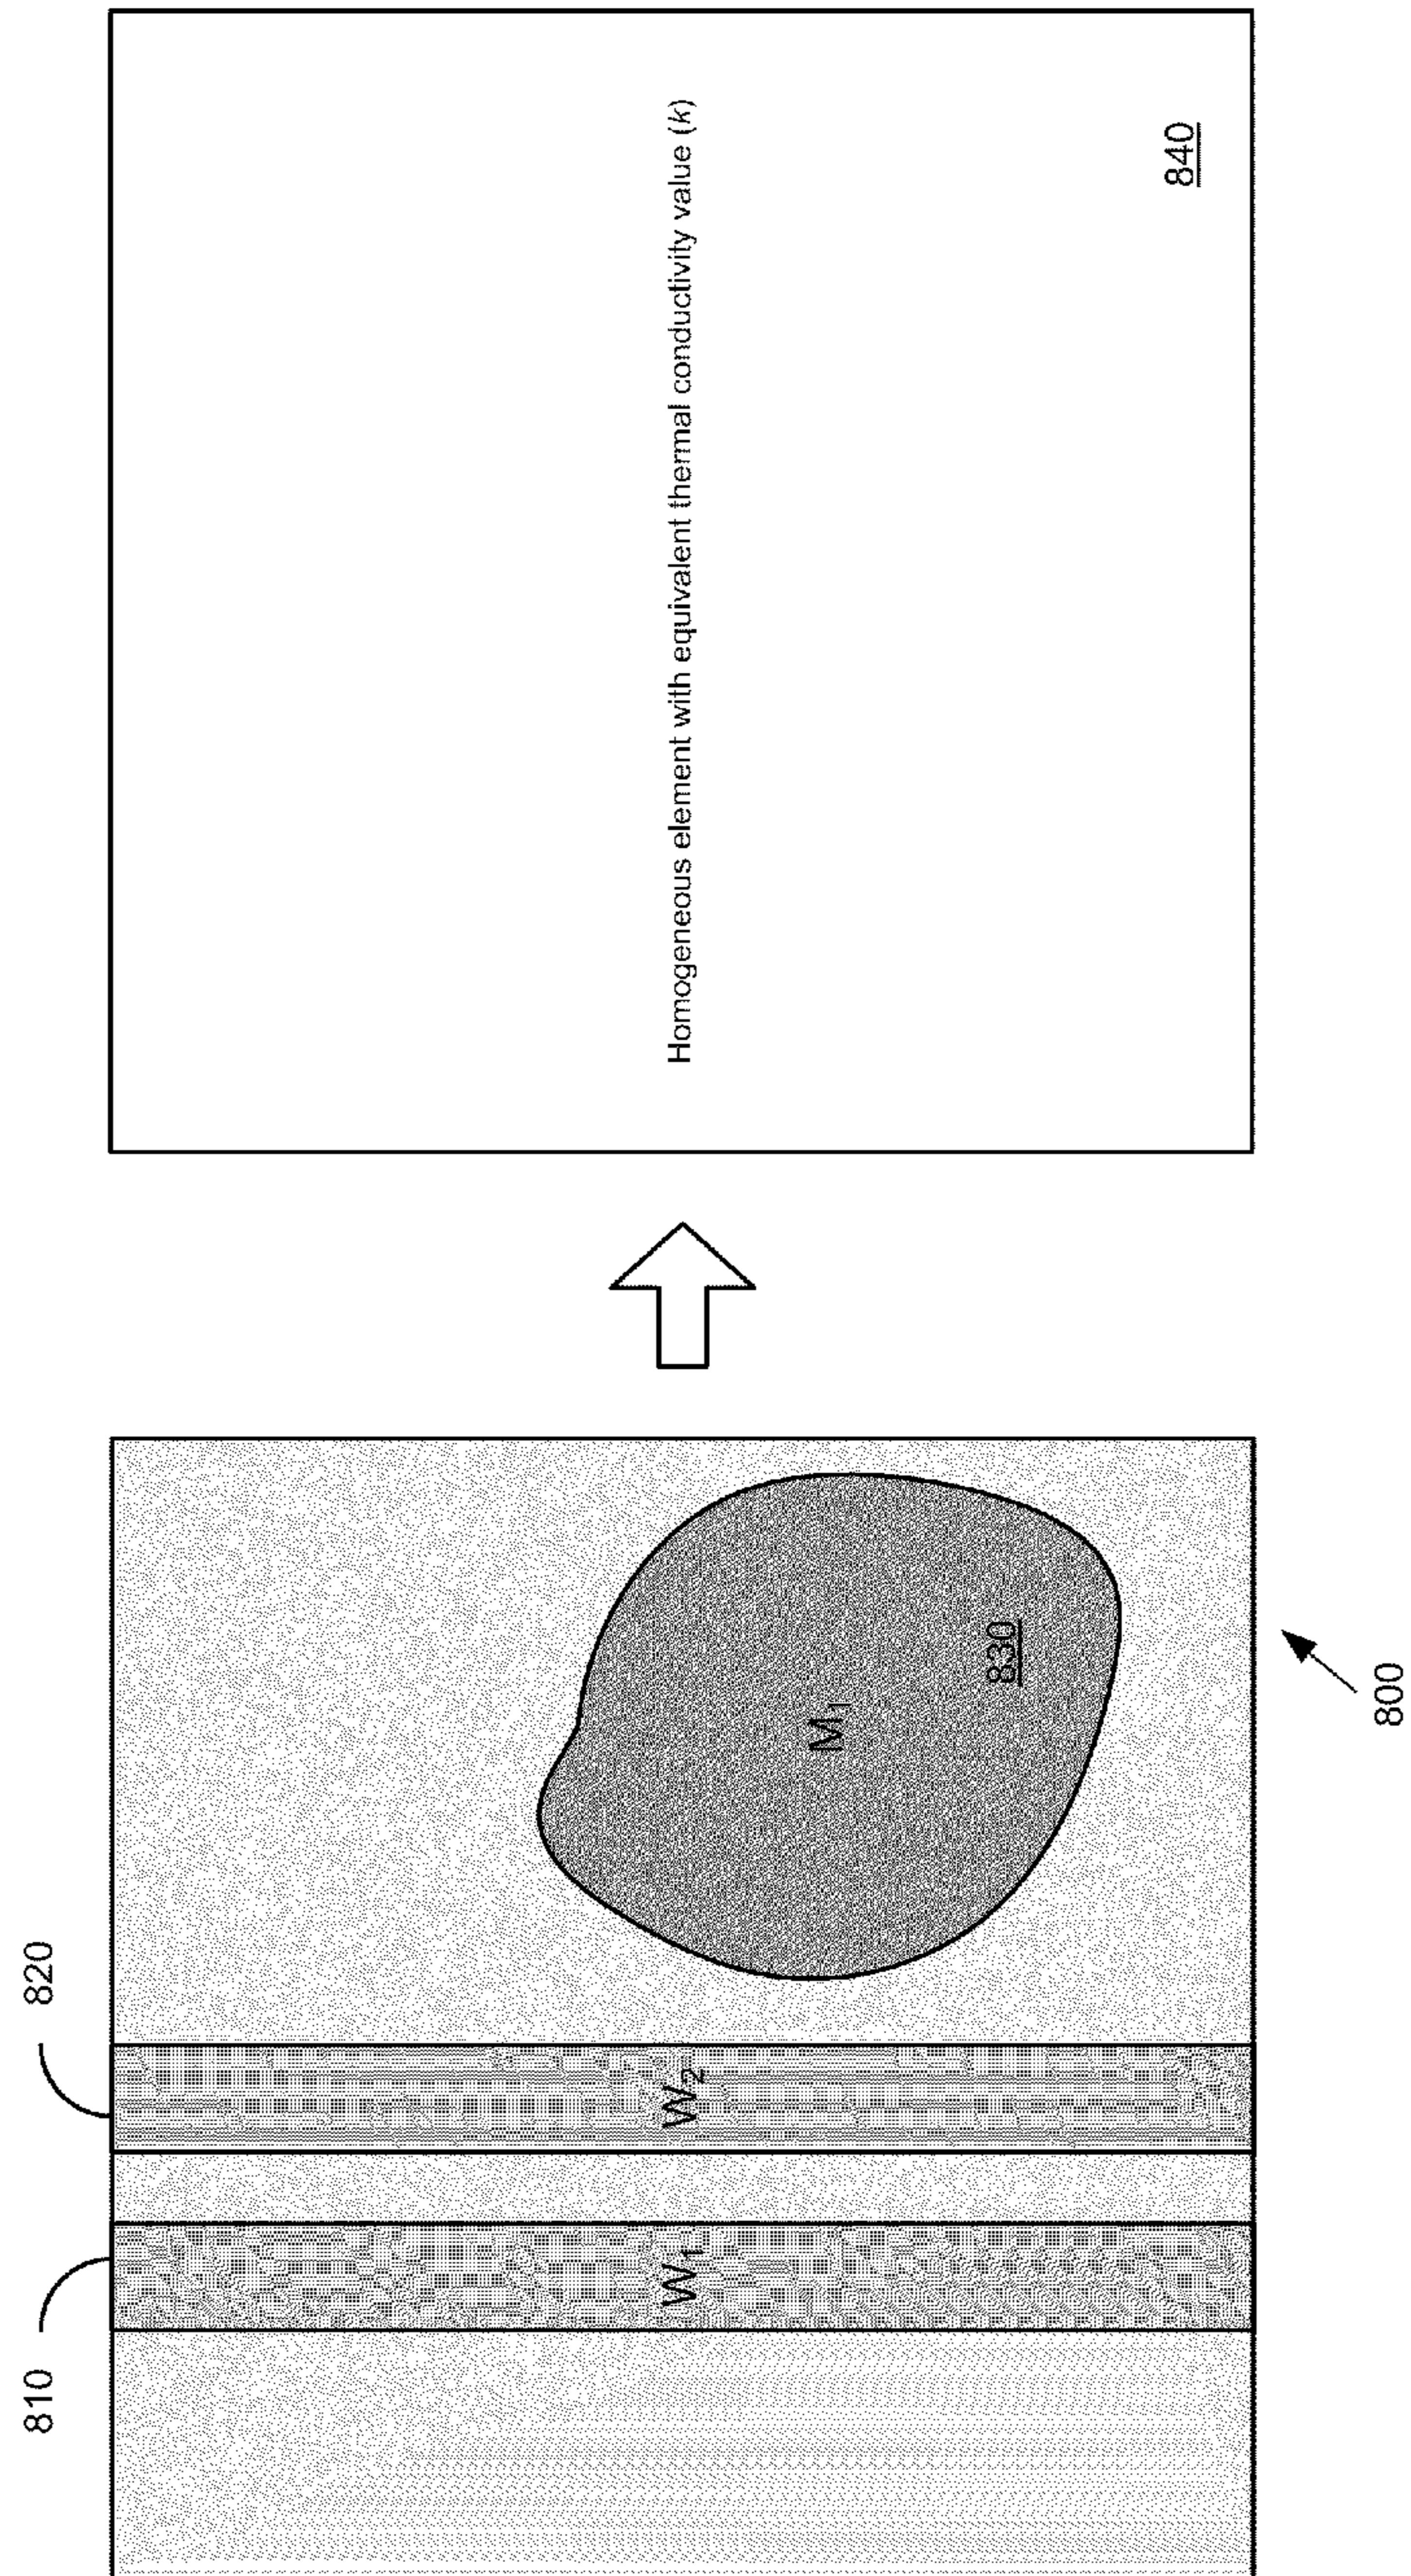 810
820
W1
W2
M1
830
800
Homogeneous element with equivalent thermal conductivity value (k)
840